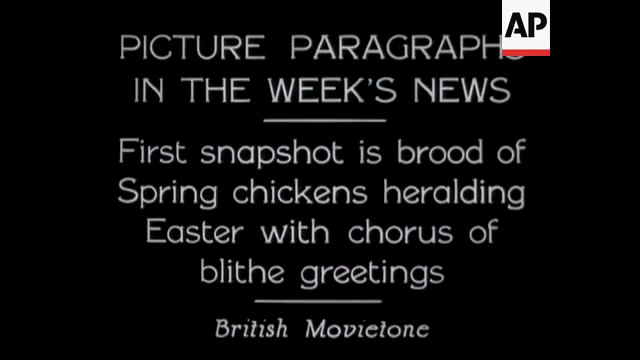 AP
PICTURE PARAGRAPHS
IN THE WEEK'S NEWS
First snapshot is brood of
Spring chickens heralding
Easter with chorus of
blithe greetings
British Movietone